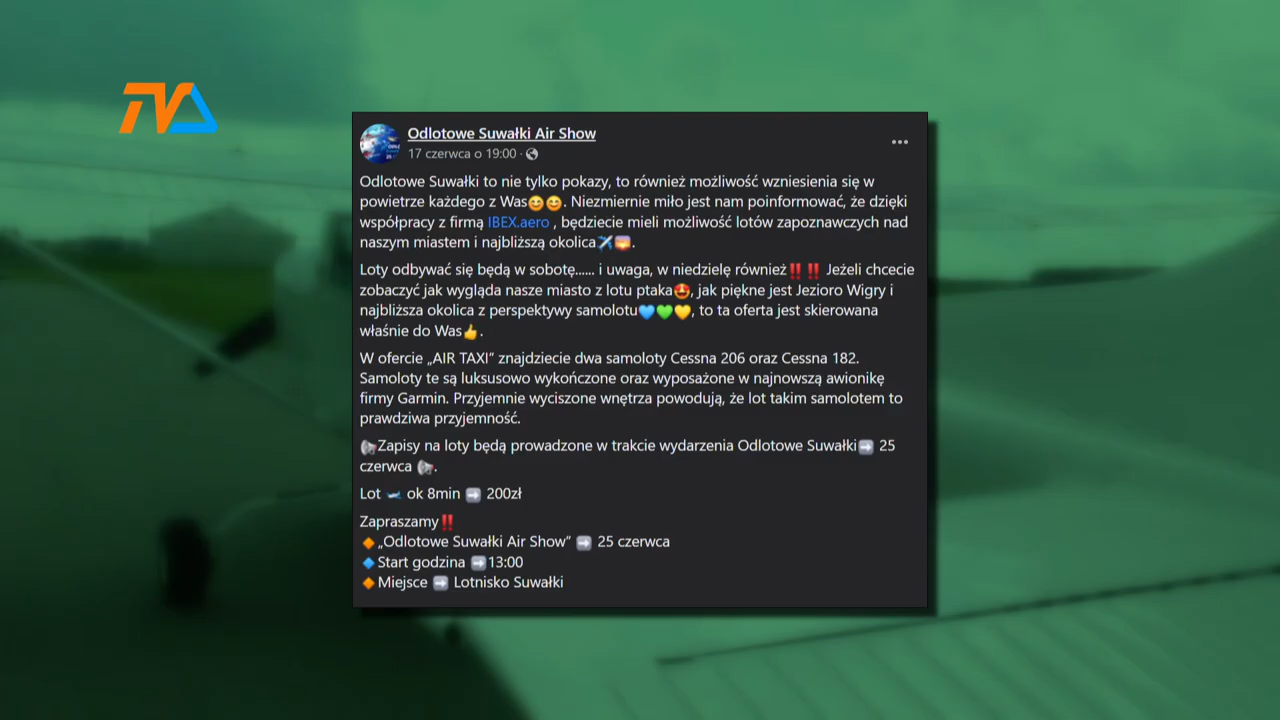 TVA
Odlotowe Suwałki Air Show
17 czerwca o 19:00 ·
Odlotowe Suwałki to nie tylko pokazy, to również możliwość wzniesienia się w
powietrze każdego z Was😊😊. Niezmiernie miło jest nam poinformować, że dzięki
współpracy z firmą IBEX.aero , będziecie mieli możliwość lotów zapoznawczych nad
naszym miastem i najbliższą okolica✈️🌅.
Loty odbywać się będą w sobotę...... i uwaga, w niedzielę również‼️ ‼️ Jeżeli chcecie
zobaczyć jak wygląda nasze miasto z lotu ptaka🤩, jak piękne jest Jezioro Wigry i
najbliższa okolica z perspektywy samolotu💙💚💛, to ta oferta jest skierowana
właśnie do Was👍.
W ofercie „AIR TAXI” znajdziecie dwa samoloty Cessna 206 oraz Cessna 182.
Samoloty te są luksusowo wykończone oraz wyposażone w najnowszą awionikę
firmy Garmin. Przyjemnie wyciszone wnętrza powodują, że lot takim samolotem to
prawdziwa przyjemność.
📢Zapisy na loty będą prowadzone w trakcie wydarzenia Odlotowe Suwałki➡️ 25
czerwca 📢.
Lot 🛩️ ok 8min ➡️ 200zł
Zapraszamy‼️
🔸„Odlotowe Suwałki Air Show” ➡️ 25 czerwca
🔹Start godzina ➡️13:00
🔸Miejsce ➡️ Lotnisko Suwałki